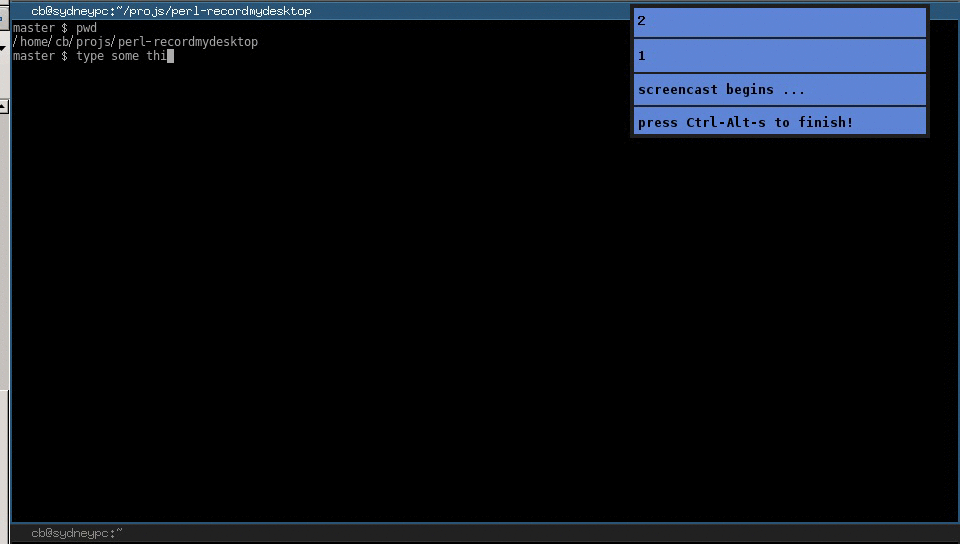 cb@sydneypc:~/projs/perl-recordmydesktop
master $ pwd
/home/cb/projs/perl-recordmydesktop
master $ type some thi
2
1
screencast begins ...
press Ctrl-Alt-s to finish!
cb@sydneypc:~